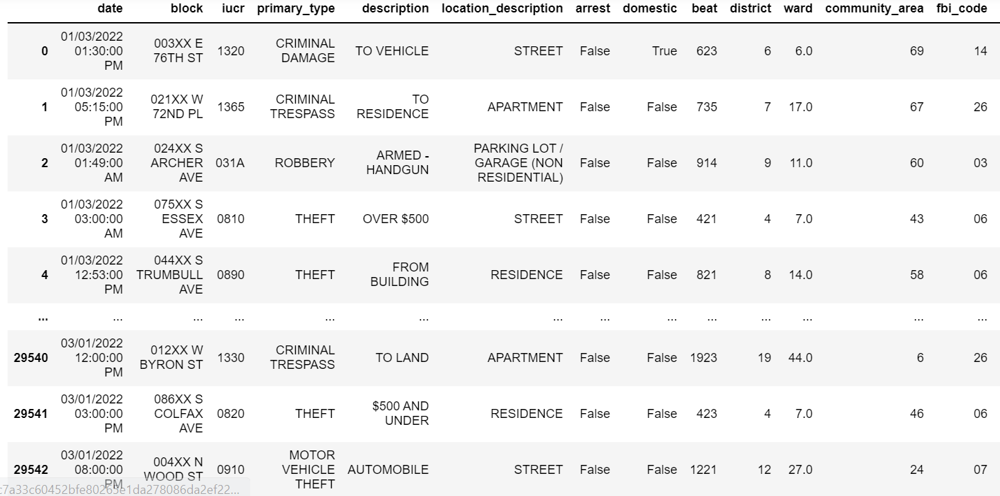 date block iucr primary_type description location_description arrest domestic beat district ward community_area fbi_code
0 01/03/2022 01:30:00 PM 003XX E 76TH ST 1320 CRIMINAL DAMAGE TO VEHICLE STREET False True 623 6 6.0 69 14
1 01/03/2022 05:15:00 PM 021XX W 72ND PL 1365 CRIMINAL TRESPASS TO RESIDENCE APARTMENT False False 735 7 17.0 67 26
2 01/03/2022 01:49:00 AM 024XX S ARCHER AVE 031A ROBBERY ARMED - HANDGUN PARKING LOT / GARAGE (NON RESIDENTIAL) False False 914 9 11.0 60 03
3 01/03/2022 03:00:00 AM 075XX S ESSEX AVE 0810 THEFT OVER $500 STREET False False 421 4 7.0 43 06
4 01/03/2022 12:53:00 PM 044XX S TRUMBULL AVE 0890 THEFT FROM BUILDING RESIDENCE False False 821 8 14.0 58 06
... ... ... ... ... ... ... ... ... ... ... ... ... ...
29540 03/01/2022 12:00:00 PM 012XX W BYRON ST 1330 CRIMINAL TRESPASS TO LAND APARTMENT False False 1923 19 44.0 6 26
29541 03/01/2022 03:00:00 PM 086XX S COLFAX AVE 0820 THEFT $500 AND UNDER RESIDENCE False False 423 4 7.0 46 06
29542 03/01/2022 08:00:00 PM 004XX N WOOD ST 0910 MOTOR VEHICLE THEFT AUTOMOBILE STREET False False 1221 12 27.0 24 07